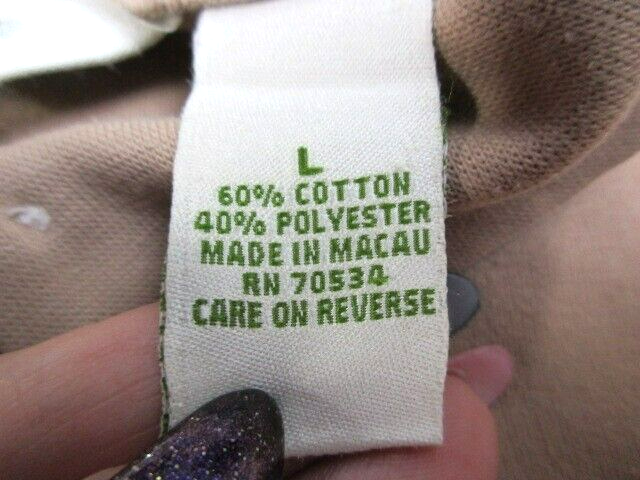 L
60% COTTON
40% POLYESTER
MADE IN MACAU
RN 70534
CARE ON REVERSE